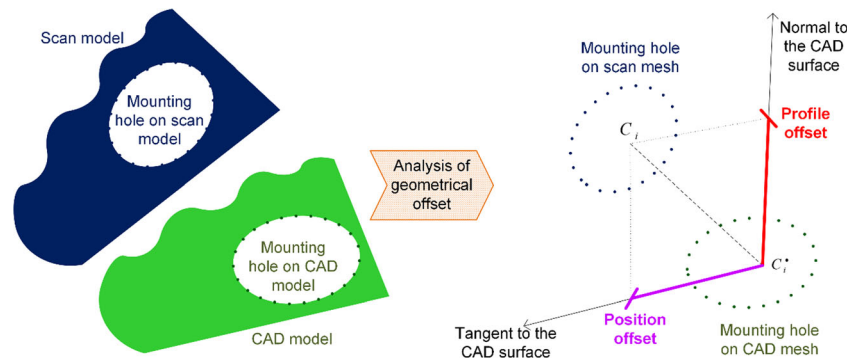 Scan model
Mounting
hole on scan
model
Mounting
hole on CAD
model
CAD model
Analysis of
geometrical
offset
Mounting hole
on scan mesh
Normal to
the CAD
surface
Profile
offset
C_i
C_i^*
Position
offset
Tangent to the
CAD surface
Mounting hole
on CAD mesh